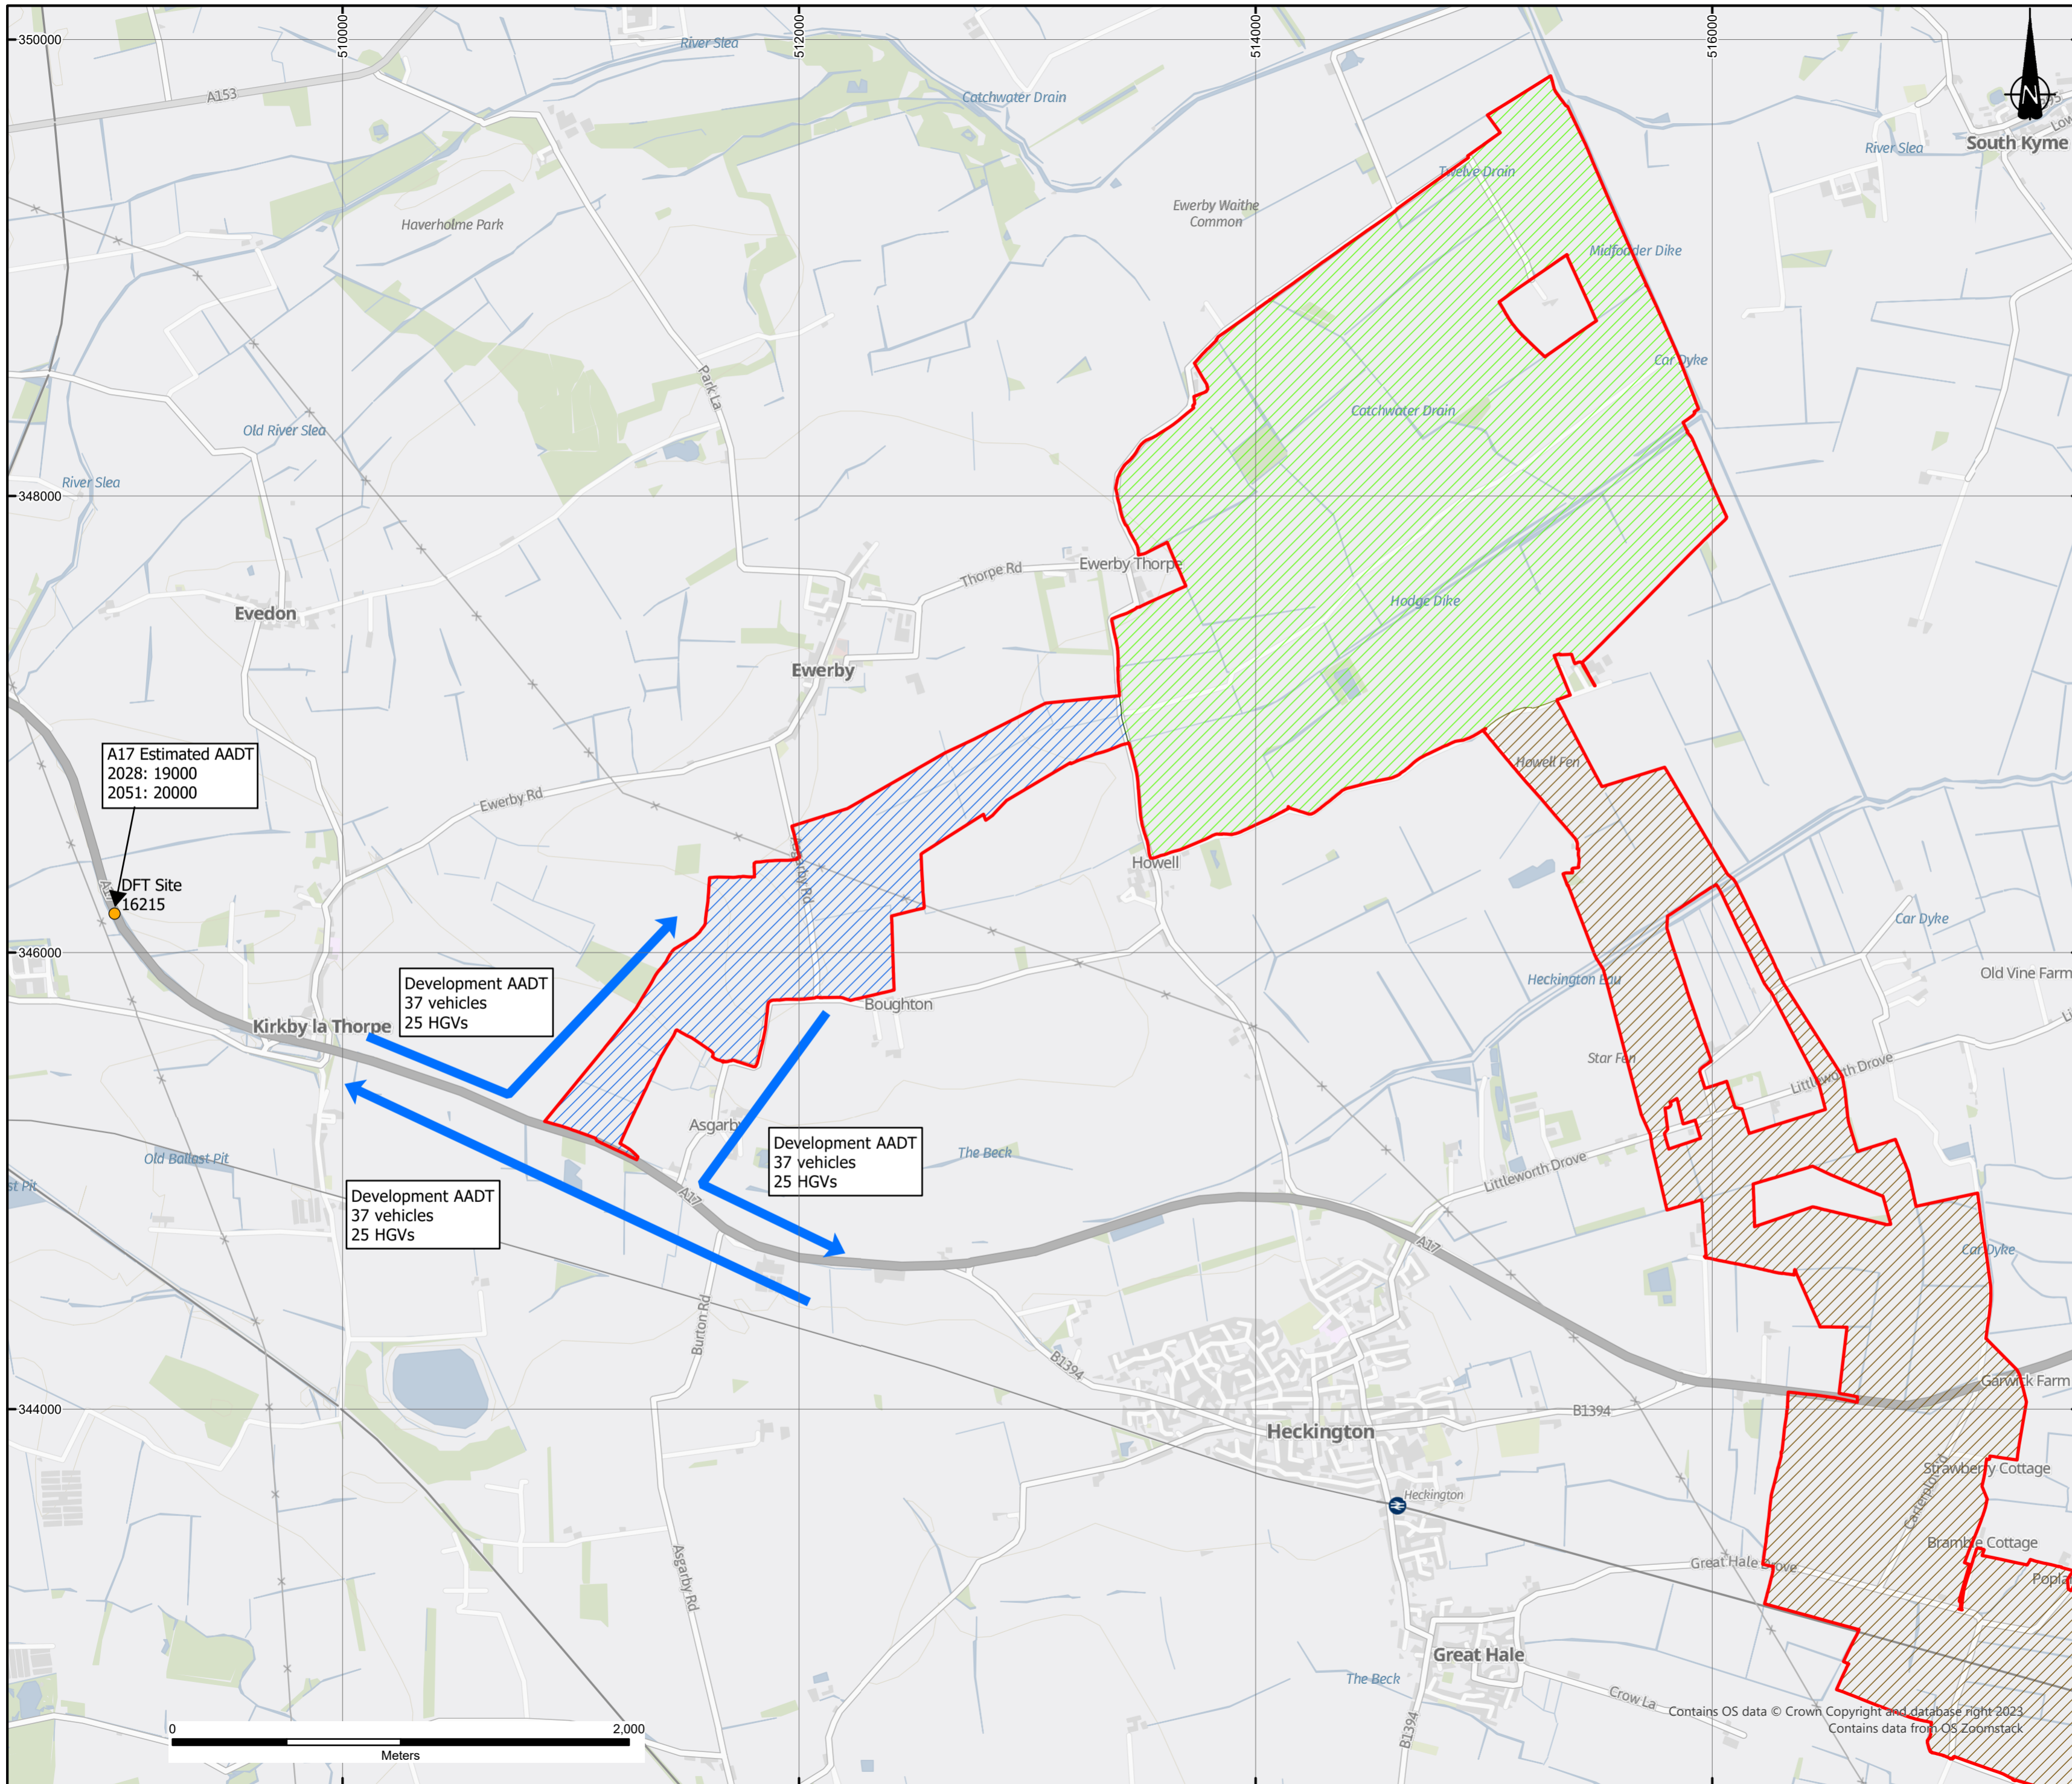 510000
512000
514000
516000
350000
348000
346000
344000
River Slea
A153
Catchwater Drain
River Slea
South Kyme
Twelve Drain
Ewerby Waithe
Common
Haverholme Park
Midfodder Dike
Car Dyke
Park La
Catchwater Drain
Old River Slea
River Slea
Thorpe Rd
Ewerby Thorpe
Hodge Dike
Evedon
Ewerby
A17 Estimated AADT
2028: 19000
2051: 20000
Ewerby Rd
Howell Fen
Asgarby Rd
Howell
DFT Site
16215
Car Dyke
Old Vine Farm
Heckington Eau
Development AADT
37 vehicles
25 HGVs
Boughton
Kirkby la Thorpe
Star Fen
Littleworth Drove
Asgarby
Old Ballast Pit
The Beck
Development AADT
37 vehicles
25 HGVs
Littleworth Drove
A17
Development AADT
37 vehicles
25 HGVs
A17
Car Dyke
Burton Rd
B1394
Garwick Farm
B1394
Heckington
Strawberry Cottage
Carterplot Rd
Heckington
Bramble Cottage
Great Hale Drove
Asgarby Rd
Great Hale
The Beck
Crow La
B1394
Contains OS data © Crown Copyright and database right 2023
Contains data from OS Zoomstack
0
2,000
Meters
N